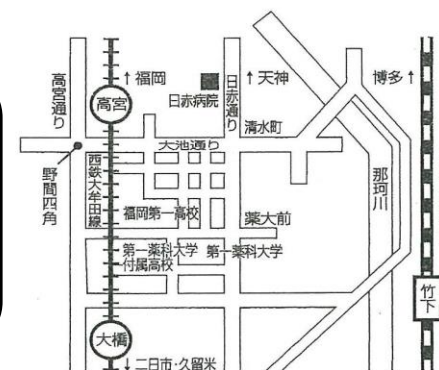 ↑福岡
高宮
高宮通り
日赤病院
日赤通り
↑天神
博多↑
清水町
大池通り
野間四角
西鉄大牟田線
福岡第一高校
薬大前
那珂川
第一薬科大学
付属高校
第一薬科大学
竹下
大橋
↓二日市・久留米